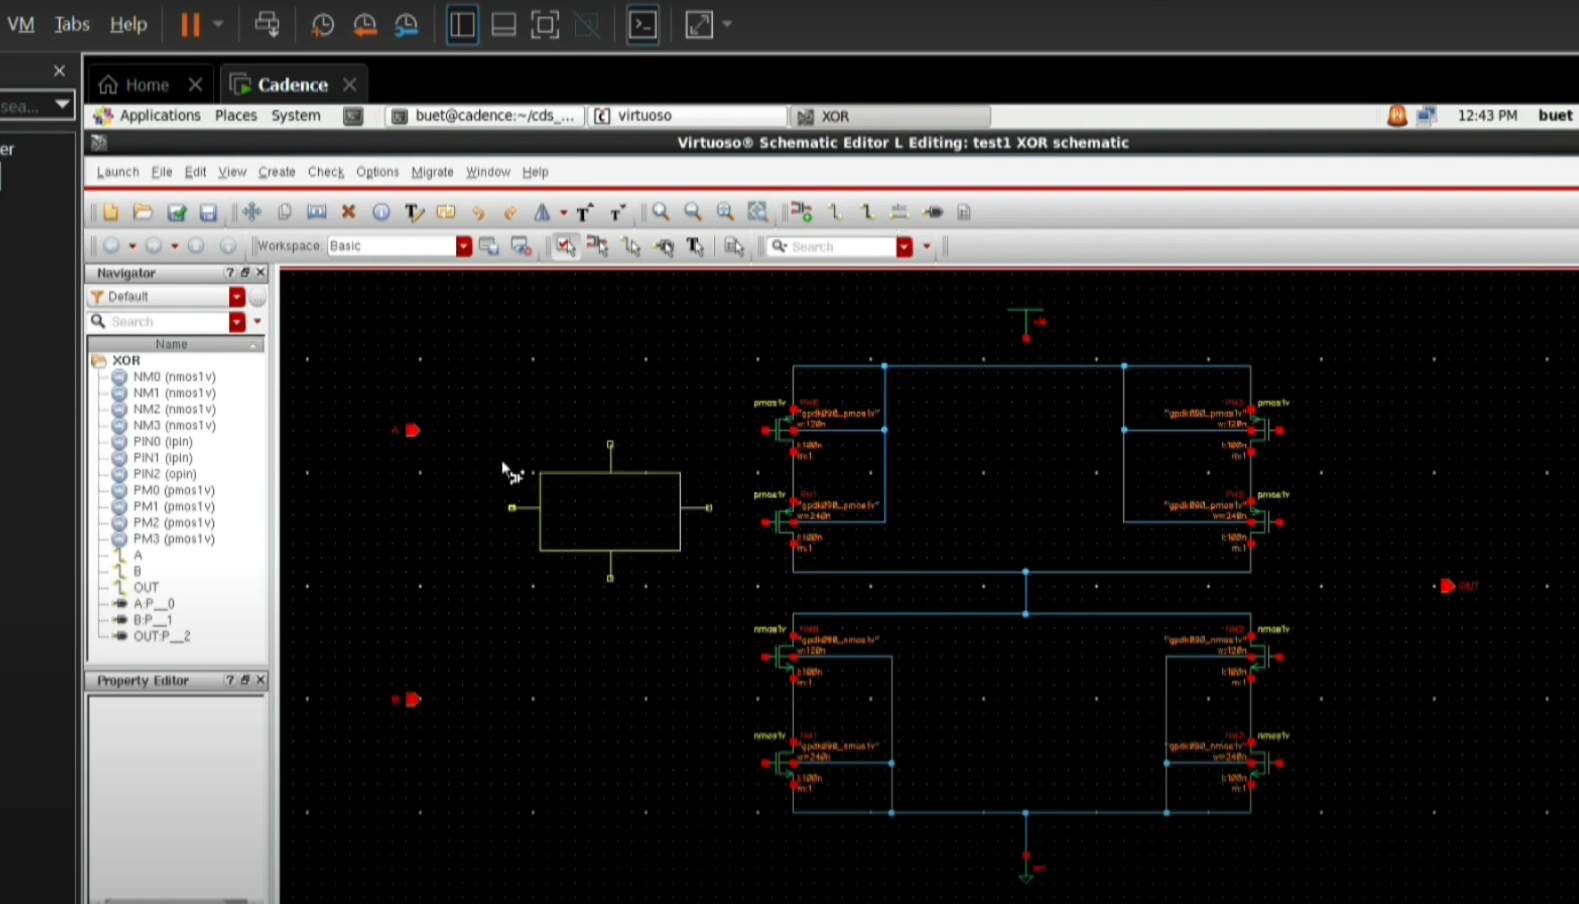 VM Tabs Help
sea...
er
Home Cadence
Applications Places System buet@cadence:~/cds_... virtuoso XOR 12:43 PM buet
Virtuoso® Schematic Editor L Editing: test1 XOR schematic
Launch File Edit View Create Check Options Migrate Window Help
Workspace: Basic Search
Navigator
Default
Search
Name
XOR
NM0 (nmos1v)
NM1 (nmos1v)
NM2 (nmos1v)
NM3 (nmos1v)
PIN0 (ipin)
PIN1 (ipin)
PIN2 (opin)
PM0 (pmos1v)
PM1 (pmos1v)
PM2 (pmos1v)
PM3 (pmos1v)
A
B
OUT
A:P__0
B:P__1
OUT:P__2
Property Editor
A
B
OUT
pmos1v
"gpdk090_pmos1v"
w:120n
l:100n
m:1
pmos1v
"gpdk090_pmos1v"
w:120n
l:100n
m:1
pmos1v PM1
"gpdk090_pmos1v"
w=240n
l:100n
m:1
pmos1v
"gpdk090_pmos1v"
w=240n
l:100n
m:1
nmos1v
"gpdk090_nmos1v"
w:120n
l:100n
m:1
nmos1v
"gpdk090_nmos1v"
w:120n
l:100n
m:1
nmos1v NM1
"gpdk090_nmos1v"
w=240n
l:100n
m:1
nmos1v
"gpdk090_nmos1v"
w=240n
l:100n
m:1